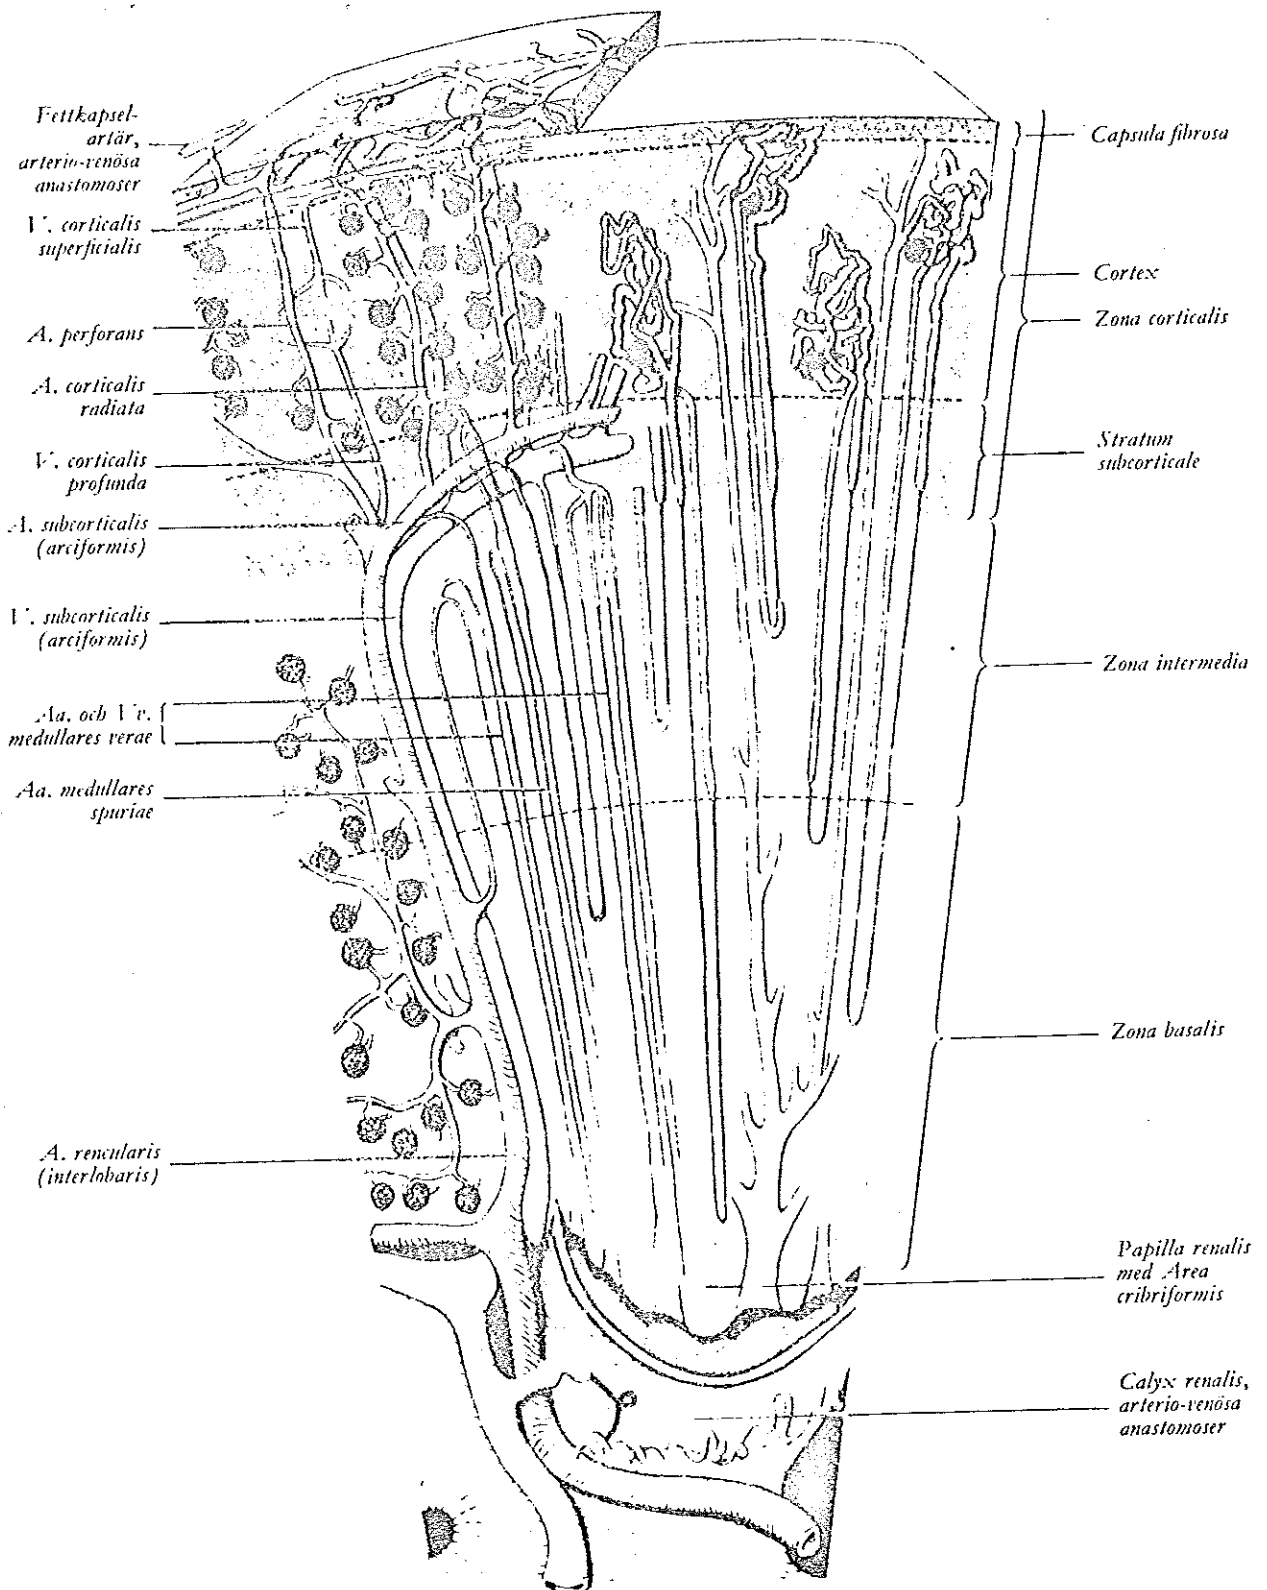 Fettkapsel-
artär,
arterio-venösa
anastomoser
V. corticalis
superficialis
A. perforans
A. corticalis
radiata
V. corticalis
profunda
A. subcorticalis
(arciformis)
V. subcorticalis
(arciformis)
Aa. och Vv.
medullares verae
Aa. medullares
spuriae
A. rencularis
(interlobaris)
Capsula fibrosa
Cortex
Zona corticalis
Stratum
subcorticale
Zona intermedia
Zona basalis
Papilla renalis
med Area
cribriformis
Calyx renalis,
arterio-venösa
anastomoser